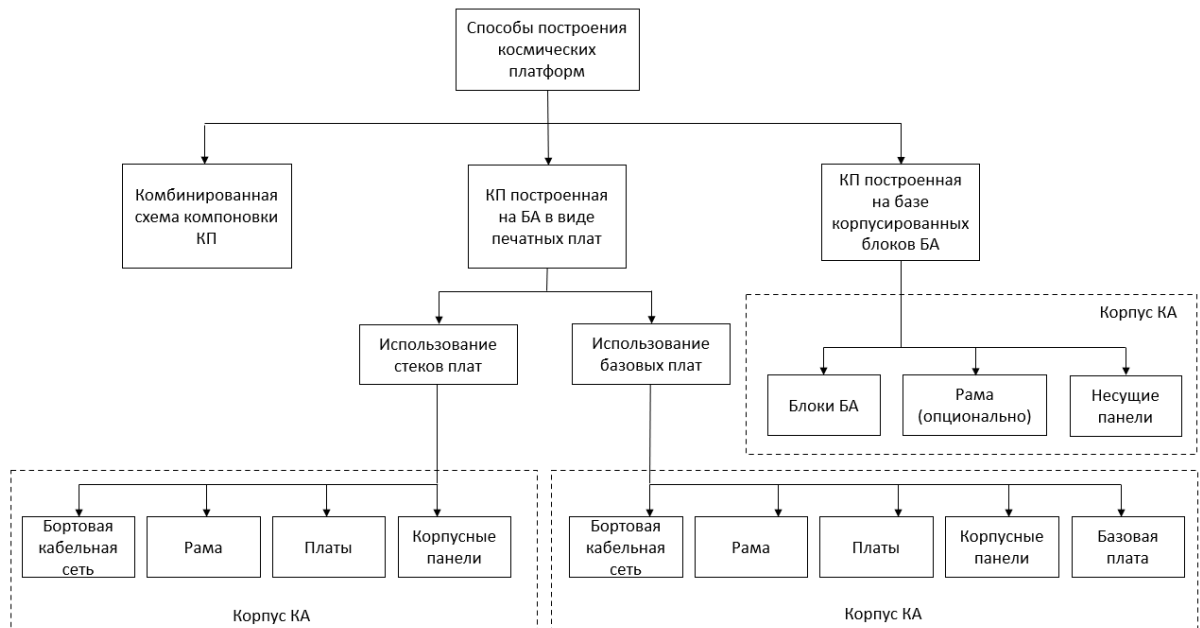 Способы построения
космических
платформ
Комбинированная
схема компоновки
КП
КП построенная
на БА в виде
печатных плат
КП построенная
на базе
корпусированных
блоков БА
Корпус КА
Использование
стеков плат
Использование
базовых плат
Блоки БА
Рама
(опционально)
Несущие
панели
Бортовая
кабельная
сеть
Рама
Платы
Корпусные
панели
Корпус КА
Бортовая
кабельная
сеть
Рама
Платы
Корпусные
панели
Базовая
плата
Корпус КА